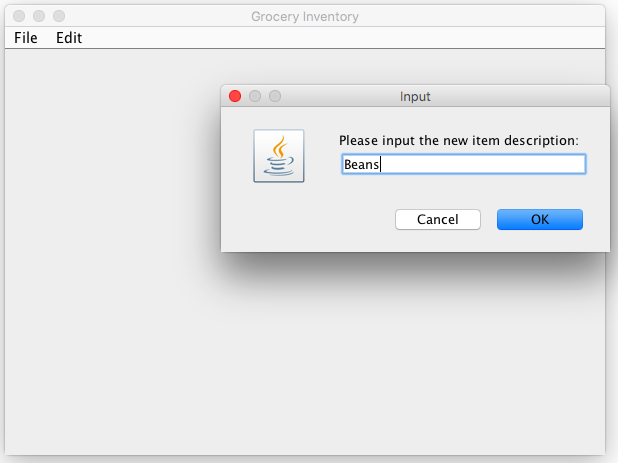 Grocery Inventory
File Edit
Input
Please input the new item description:
Beans
Cancel OK